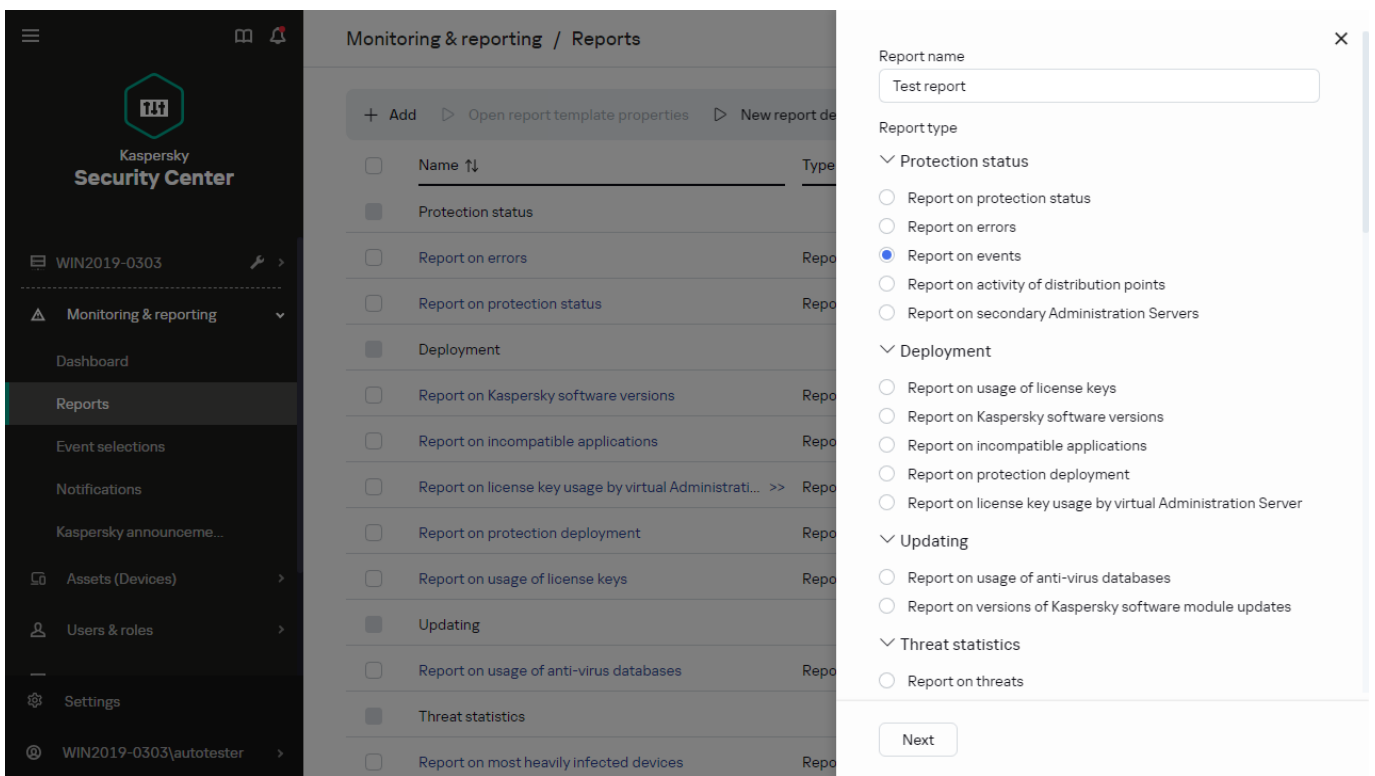 Kaspersky
Security Center
WIN2019-0303
Monitoring & reporting
Dashboard
Reports
Event selections
Notifications
Kaspersky announceme...
Assets (Devices)
Users & roles
Settings
WIN2019-0303\autotester
Monitoring & reporting / Reports
+ Add Open report template properties New report de
Name Type
Protection status
Report on errors Repo
Report on protection status Repo
Deployment
Report on Kaspersky software versions Repo
Report on incompatible applications Repo
Report on license key usage by virtual Administrati... >> Repo
Report on protection deployment Repo
Report on usage of license keys Repo
Updating
Report on usage of anti-virus databases Repo
Threat statistics
Report on most heavily infected devices Repo
Report name
Test report
Report type
Protection status
Report on protection status
Report on errors
Report on events
Report on activity of distribution points
Report on secondary Administration Servers
Deployment
Report on usage of license keys
Report on Kaspersky software versions
Report on incompatible applications
Report on protection deployment
Report on license key usage by virtual Administration Server
Updating
Report on usage of anti-virus databases
Report on versions of Kaspersky software module updates
Threat statistics
Report on threats
Next